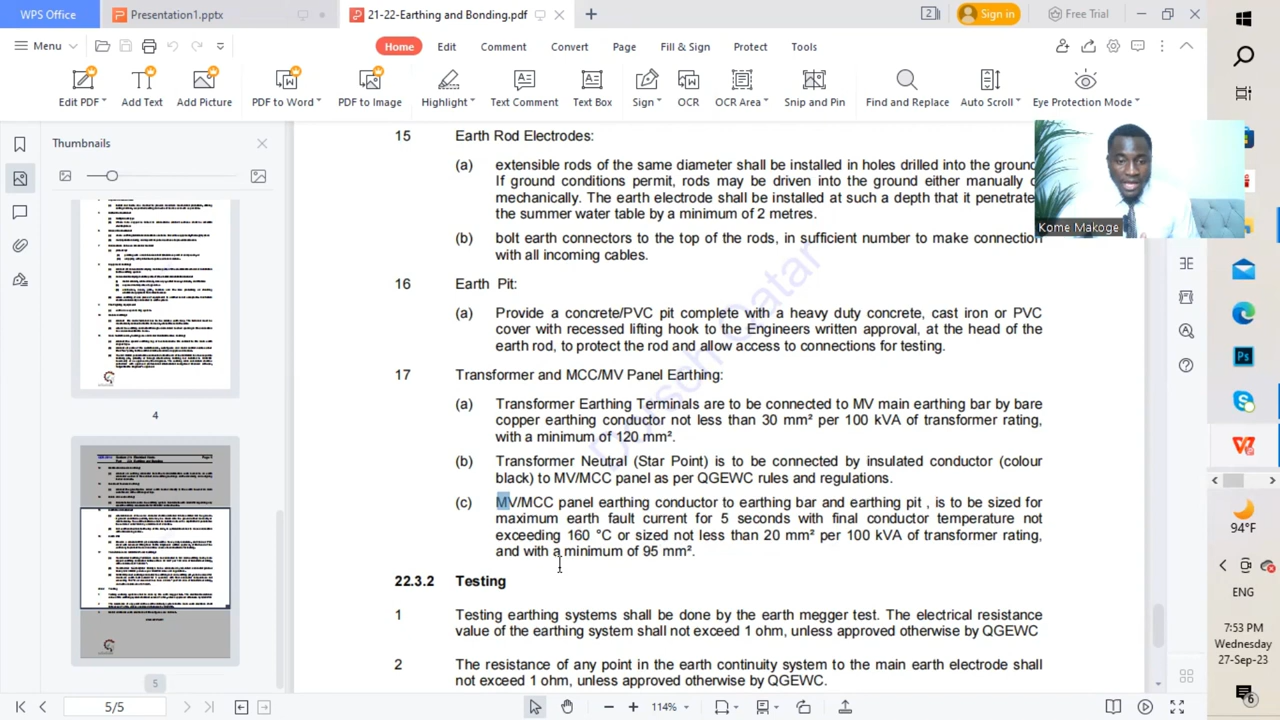 WPS Office
Presentation1.pptx
21-22-Earthing and Bonding.pdf
2
Sign in
Free Trial
Menu
Home
Edit
Comment
Convert
Page
Fill & Sign
Protect
Tools
Edit PDF
Add Text
Add Picture
PDF to Word
PDF to Image
Highlight
Text Comment
Text Box
Sign
OCR
OCR Area
Snip and Pin
Find and Replace
Auto Scroll
Eye Protection Mode
Thumbnails
4
5
15 Earth Rod Electrodes:
(a) extensible rods of the same diameter shall be installed in holes drilled into the ground
If ground conditions permit, rods may be driven into the ground either manually
mechanically. The earth electrode shall be installed at such a depth that it penetrate
the summer water table by a minimum of 2 metres.
(b) bolt earth connectors to the top of the rods, in sufficient number to make connection
with all incoming cables.
16 Earth Pit:
(a) Provide a concrete/PVC pit complete with a heavy duty concrete, cast iron or PVC
cover with recessed lifting hook to the Engineers written approval, at the head of the
earth rod, to protect the rod and allow access to connections for testing.
17 Transformer and MCC/MV Panel Earthing:
(a) Transformer Earthing Terminals are to be connected to MV main earthing bar by bare
copper earthing conductor not less than 30 mm² per 100 kVA of transformer rating,
with a minimum of 120 mm².
(b) Transformer Neutral (Star Point) is to be connected by insulated conductor (colour
black) to MV/MCC panel as per QGEWC rules and regulations.
(c) MV/MCC panel earthing conductor to earthing bar in earthing pit , is to be sized for
maximum earth fault current for 5 seconds with final conductor temperature not
exceeding 160 °C or sized not less than 20 mm² per 100 kVA of transformer rating,
and with a minimum of 95 mm².
22.3.2 Testing
1 Testing earthing systems shall be done by the earth megger test. The electrical resistance
value of the earthing system shall not exceed 1 ohm, unless approved otherwise by QGEWC
2 The resistance of any point in the earth continuity system to the main earth electrode shall
not exceed 1 ohm, unless approved otherwise by QGEWC.
Kome Makoge
5/5
114%
Ps
94°F
ENG
7:53 PM
Wednesday
27-Sep-23
6